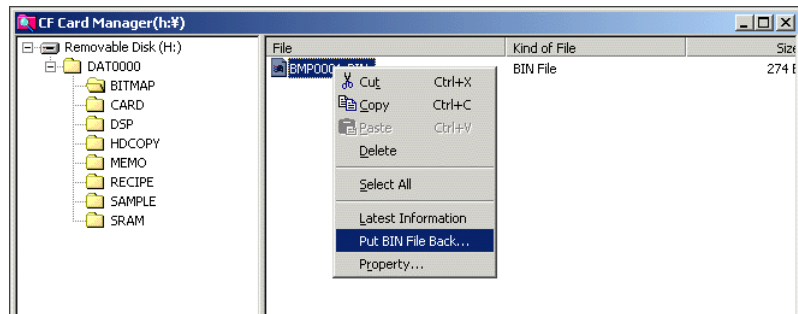 CF Card Manager(h:¥)
Removable Disk (H:)
DAT0000
BITMAP
CARD
DSP
HDCOPY
MEMO
RECIPE
SAMPLE
SRAM
File Kind of File Size
BIN File 274
Cut Ctrl+X
Copy Ctrl+C
Paste Ctrl+V
Delete
Select All
Latest Information
Put BIN File Back...
Property...